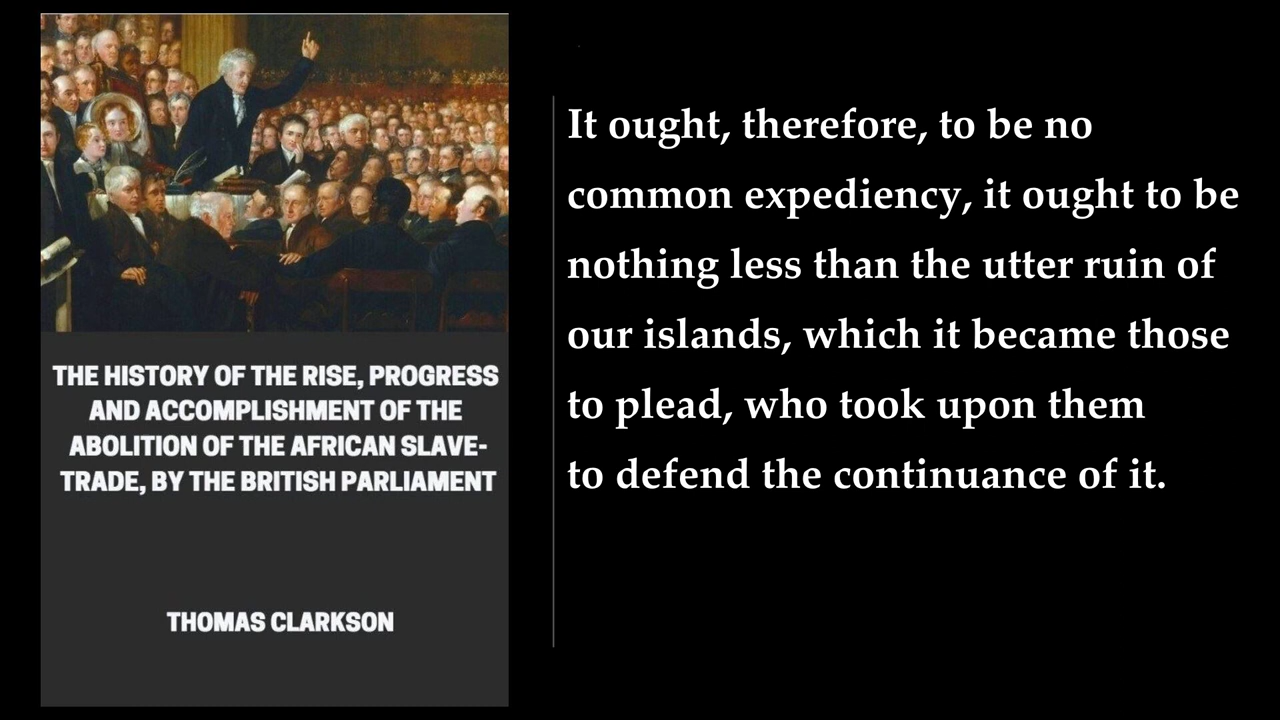 THE HISTORY OF THE RISE, PROGRESS
AND ACCOMPLISHMENT OF THE
ABOLITION OF THE AFRICAN SLAVE-
TRADE, BY THE BRITISH PARLIAMENT
THOMAS CLARKSON
It ought, therefore, to be no
common expediency, it ought to be
nothing less than the utter ruin of
our islands, which it became those
to plead, who took upon them
to defend the continuance of it.